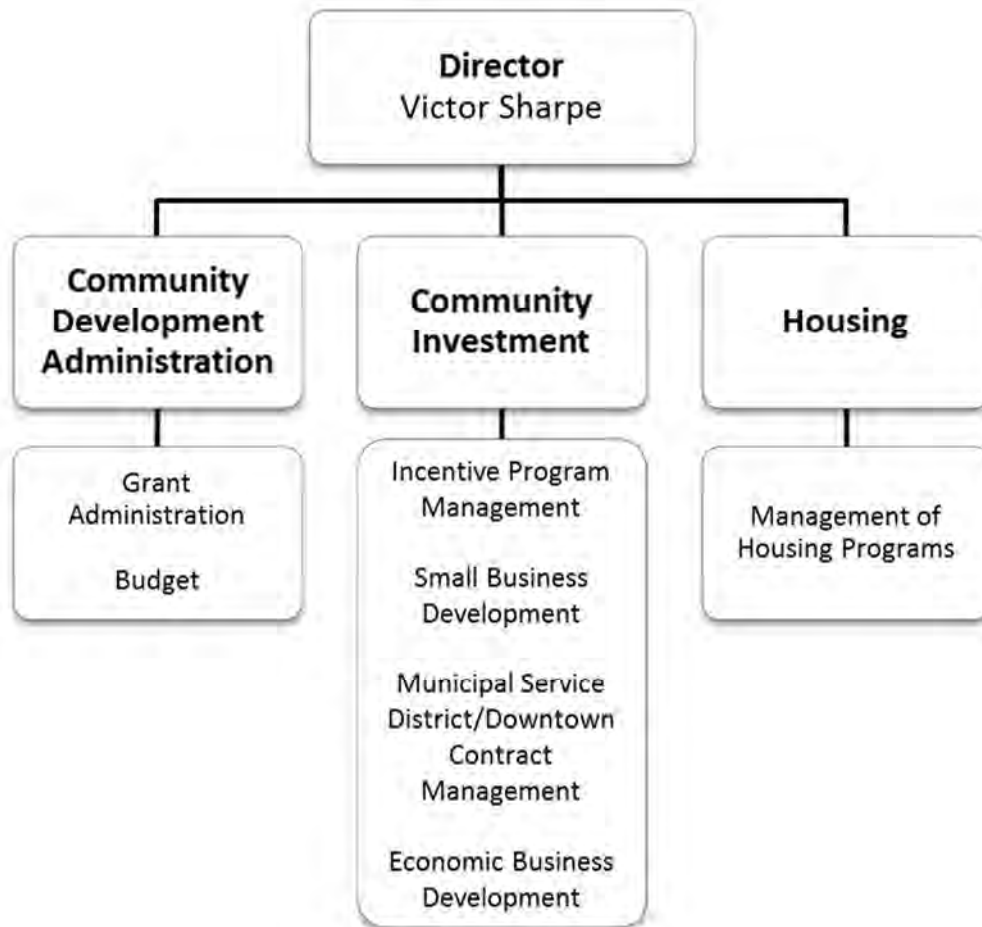 Director
Victor Sharpe
Community
Development
Administration
Community
Investment
Housing
Grant
Administration
Budget
Incentive Program
Management
Small Business
Development
Municipal Service
District/Downtown
Contract
Management
Economic Business
Development
Management of
Housing Programs